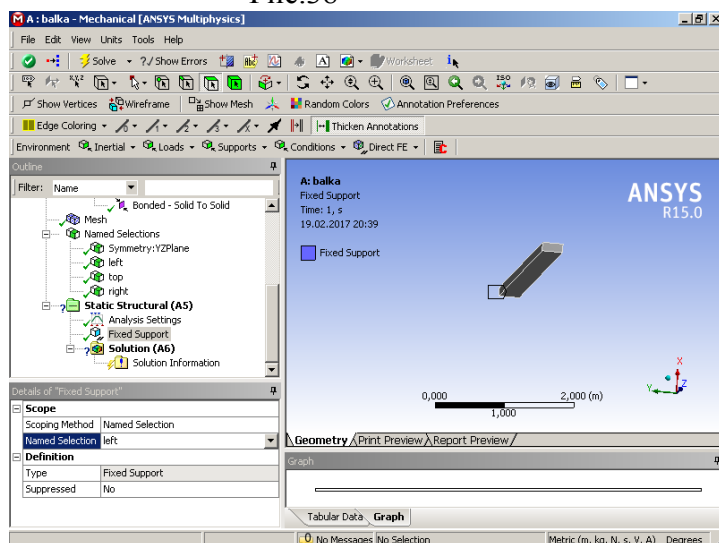 A : balka - Mechanical [ANSYS Multiphysics]
File Edit View Units Tools Help
Solve ?✓ Show Errors A Worksheet
Show Vertices Wireframe Show Mesh Random Colors Annotation Preferences
Edge Coloring Thicken Annotations
Environment Inertial Loads Supports Conditions Direct FE
Outline
Filter: Name
Bonded - Solid To Solid
Mesh
Named Selections
Symmetry:YZPlane
left
top
right
Static Structural (A5)
Analysis Settings
Fixed Support
Solution (A6)
Solution Information
Details of "Fixed Support"
Scope
Scoping Method Named Selection
Named Selection left
Definition
Type Fixed Support
Suppressed No
A: balka
Fixed Support
Time: 1, s
19.02.2017 20:39
Fixed Support
ANSYS
R15.0
X
Y Z
0,000 2,000 (m)
1,000
Geometry Print Preview Report Preview
Graph
Tabular Data Graph
No Messages No Selection Metric (m, kg, N, s, V, A) Degrees